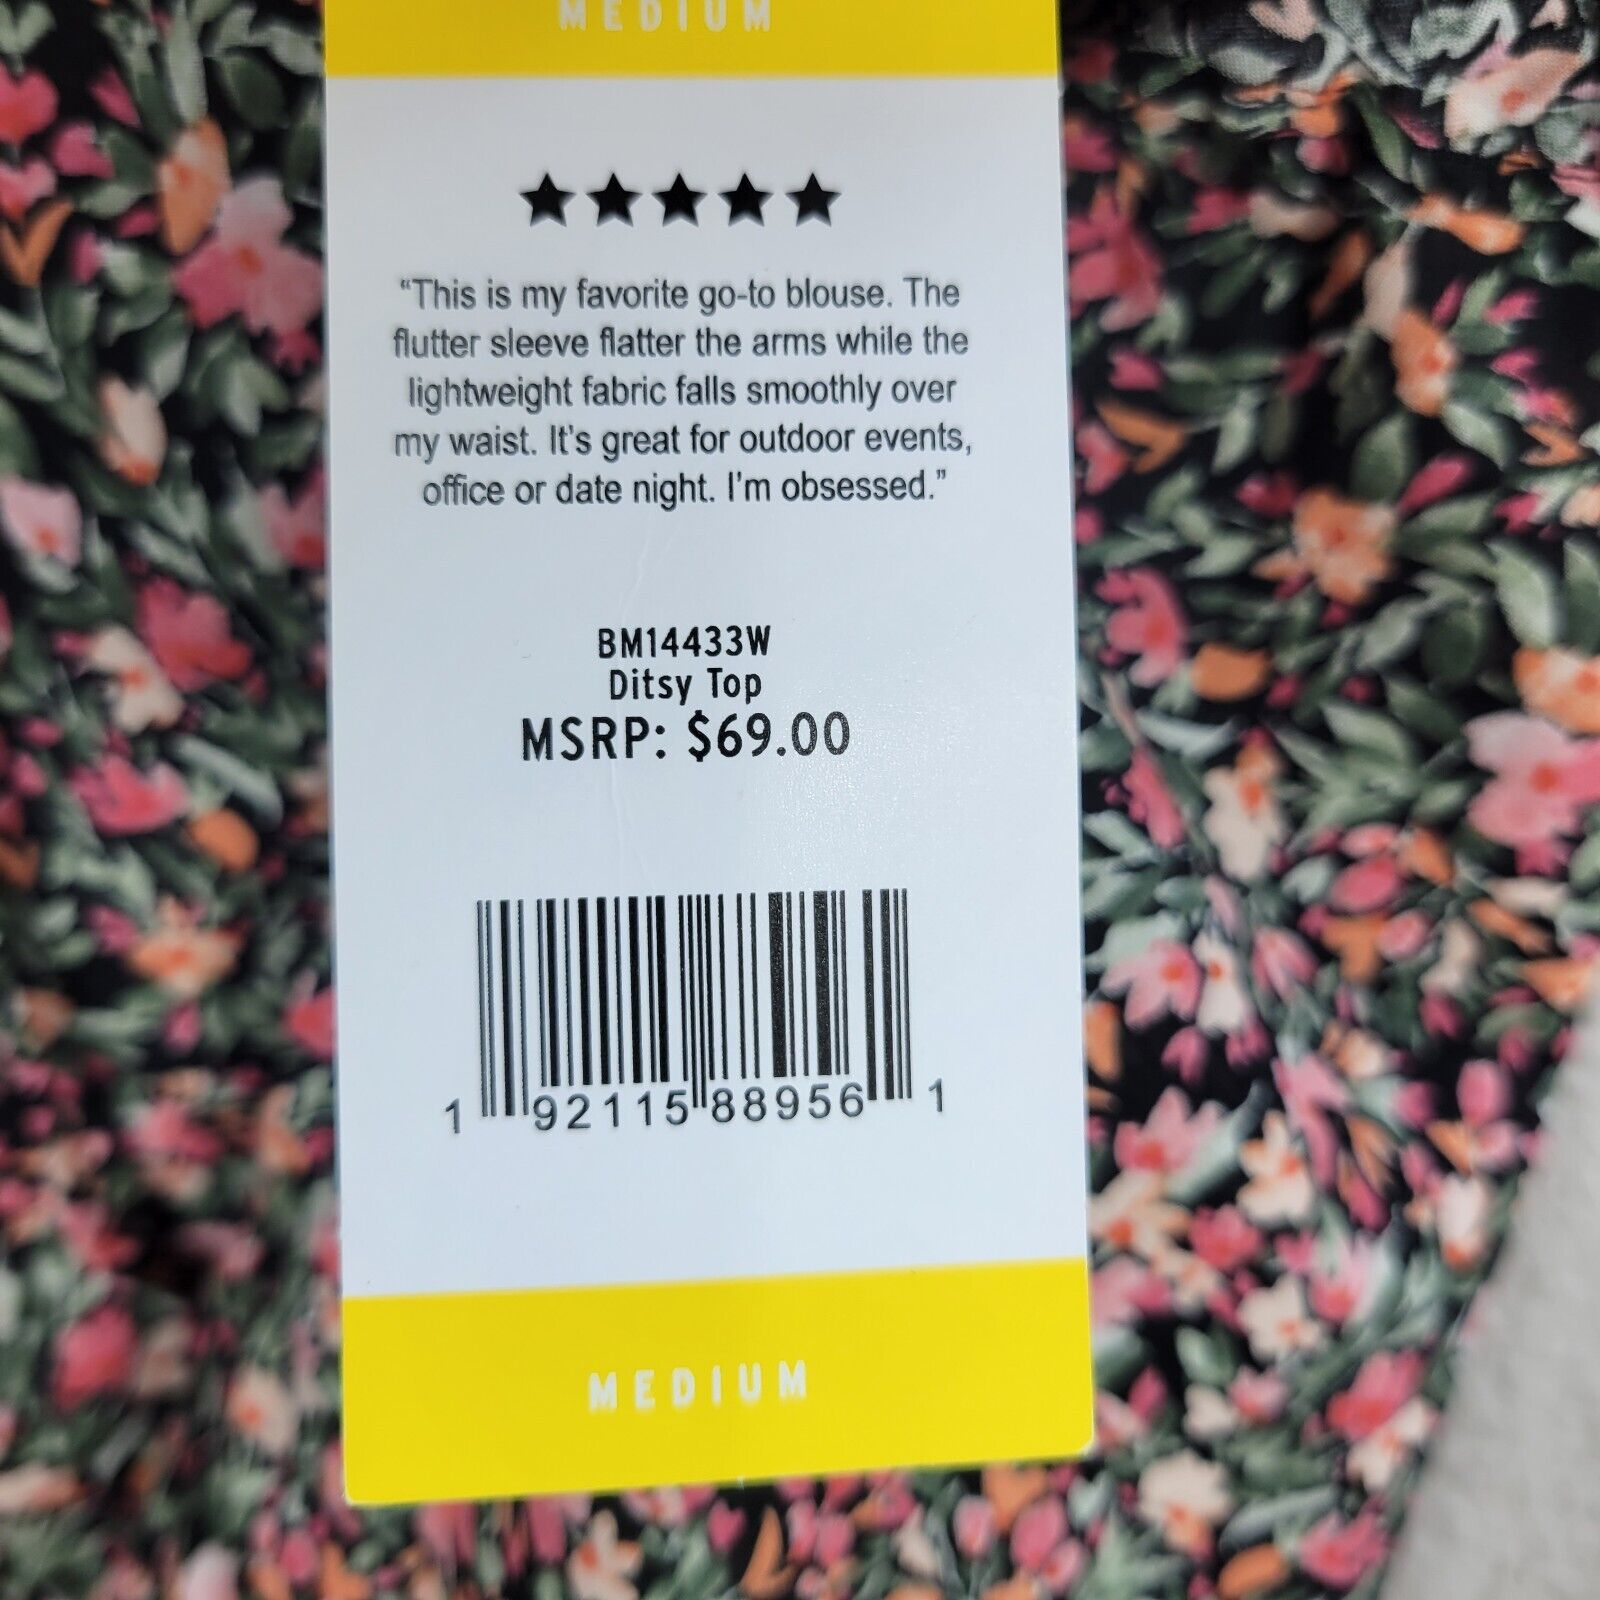 MEDIUM
“This is my favorite go-to blouse. The
flutter sleeve flatter the arms while the
lightweight fabric falls smoothly over
my waist. It's great for outdoor events,
office or date night. I'm obsessed.”
BM14433W
Ditsy Top
MSRP: $69.00
1 92115 88956 1
MEDIUM